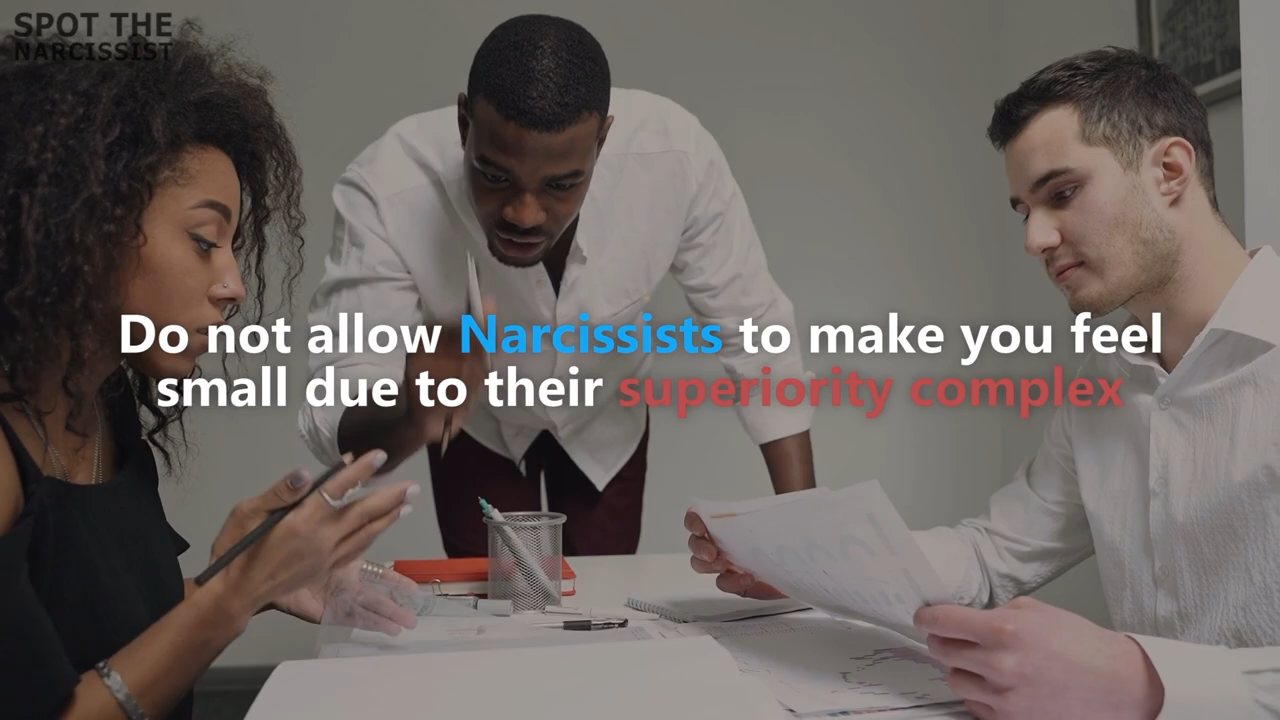 SPOT THE
NARCISSIST
Do not allow Narcissists to make you feel
small due to their superiority complex